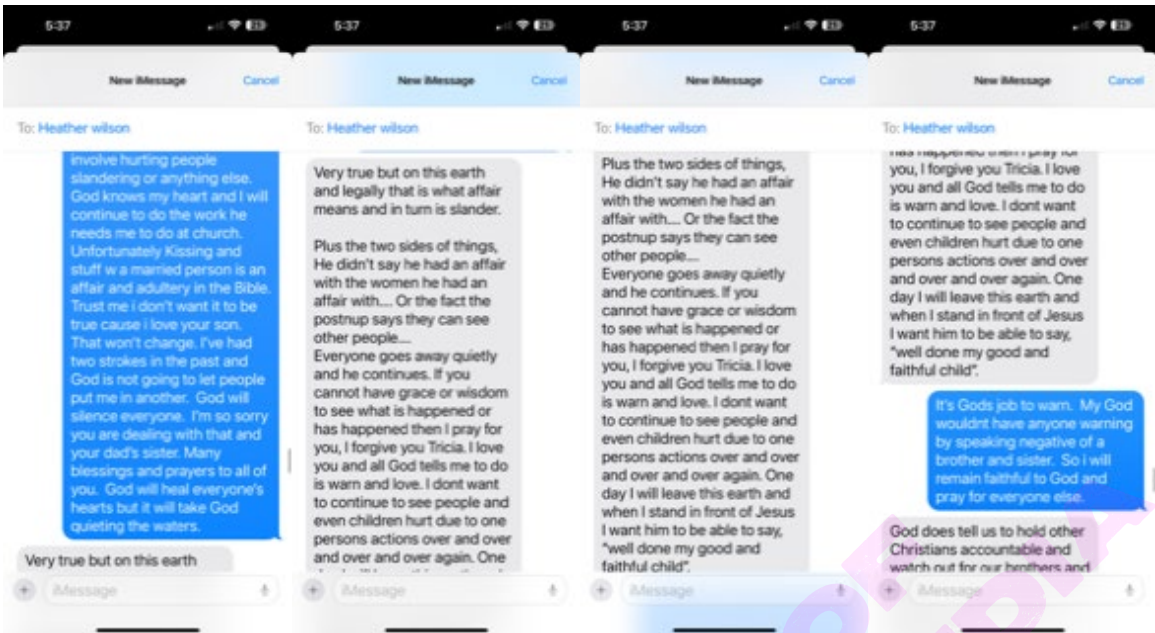 5:37
New iMessage
Cancel
To: Heather wilson
involve hurting people
slandering or anything else.
God knows my heart and I will
continue to do the work he
needs me to do at church.
Unfortunately Kissing and
stuff w a married person is an
affair and adultery in the Bible.
Trust me i don't want it to be
true cause i love your son.
That won't change. I've had
two strokes in the past and
God is not going to let people
put me in another. God will
silence everyone. I'm so sorry
you are dealing with that and
your dad's sister. Many
blessings and prayers to all of
you. God will heal everyone's
hearts but it will take God
quieting the waters.
Very true but on this earth
iMessage
5:37
New iMessage
Cancel
To: Heather wilson
Very true but on this earth
and legally that is what affair
means and in turn is slander.
Plus the two sides of things,
He didn't say he had an affair
with the women he had an
affair with.... Or the fact the
postnup says they can see
other people....
Everyone goes away quietly
and he continues. If you
cannot have grace or wisdom
to see what is happened or
has happened then I pray for
you, I forgive you Tricia. I love
you and all God tells me to do
is warn and love. I dont want
to continue to see people and
even children hurt due to one
persons actions over and over
and over and over again. One
iMessage
5:37
New iMessage
Cancel
To: Heather wilson
Plus the two sides of things,
He didn't say he had an affair
with the women he had an
affair with.... Or the fact the
postnup says they can see
other people....
Everyone goes away quietly
and he continues. If you
cannot have grace or wisdom
to see what is happened or
has happened then I pray for
you, I forgive you Tricia. I love
you and all God tells me to do
is warn and love. I dont want
to continue to see people and
even children hurt due to one
persons actions over and over
and over and over again. One
day I will leave this earth and
when I stand in front of Jesus
I want him to be able to say,
"well done my good and
faithful child".
iMessage
5:37
New iMessage
Cancel
To: Heather wilson
has happened then I pray for
you, I forgive you Tricia. I love
you and all God tells me to do
is warn and love. I dont want
to continue to see people and
even children hurt due to one
persons actions over and over
and over and over again. One
day I will leave this earth and
when I stand in front of Jesus
I want him to be able to say,
"well done my good and
faithful child".
It's Gods job to warn. My God
wouldnt have anyone warning
by speaking negative of a
brother and sister. So i will
remain faithful to God and
pray for everyone else.
God does tell us to hold other
Christians accountable and
watch out for our brothers and
iMessage